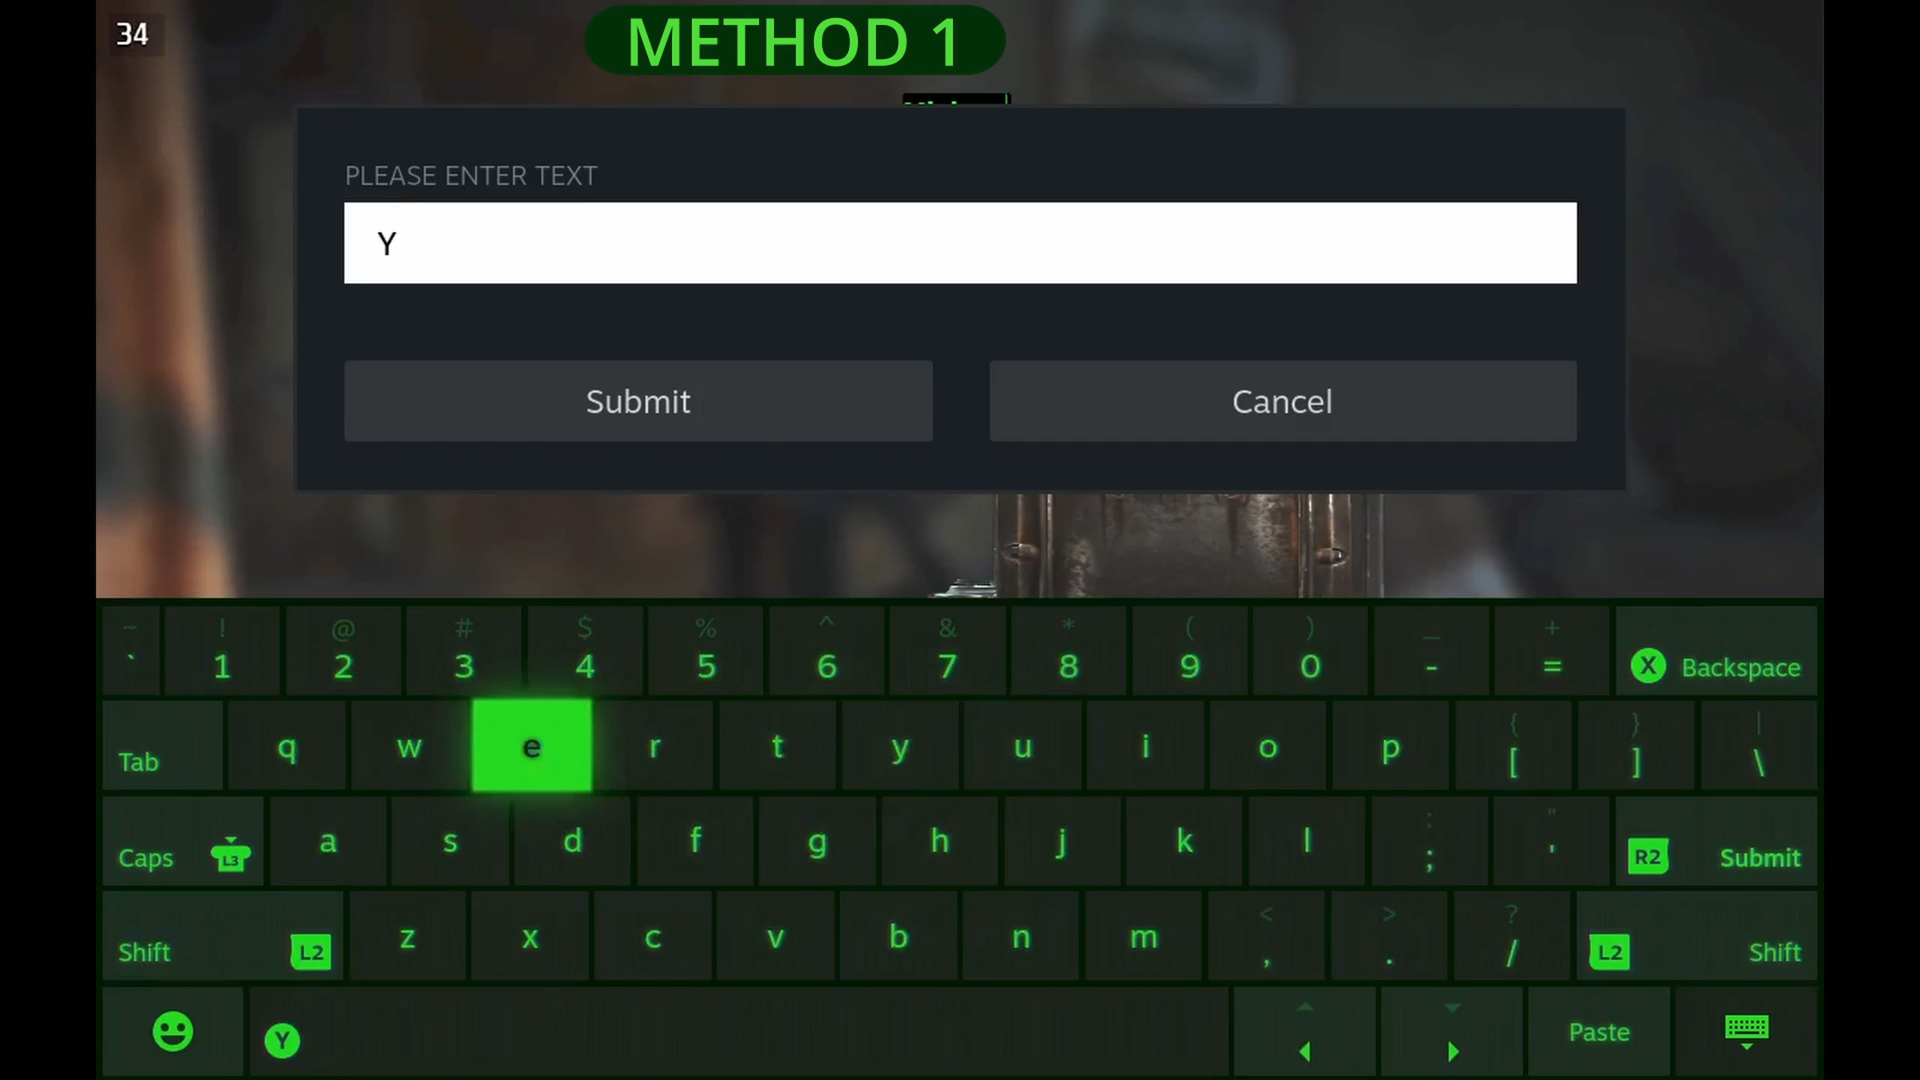 34
METHOD 1
PLEASE ENTER TEXT
Y
Submit Cancel
~ ! @ # $ % ^ & * ( ) _ +
` 1 2 3 4 5 6 7 8 9 0 - = X Backspace
Tab q w e r t y u i o p { [ } ] | \
Caps L3 a s d f g h j k l : ; " ' R2 Submit
Shift L2 z x c v b n m < , > . ? / L2 Shift
Y Paste